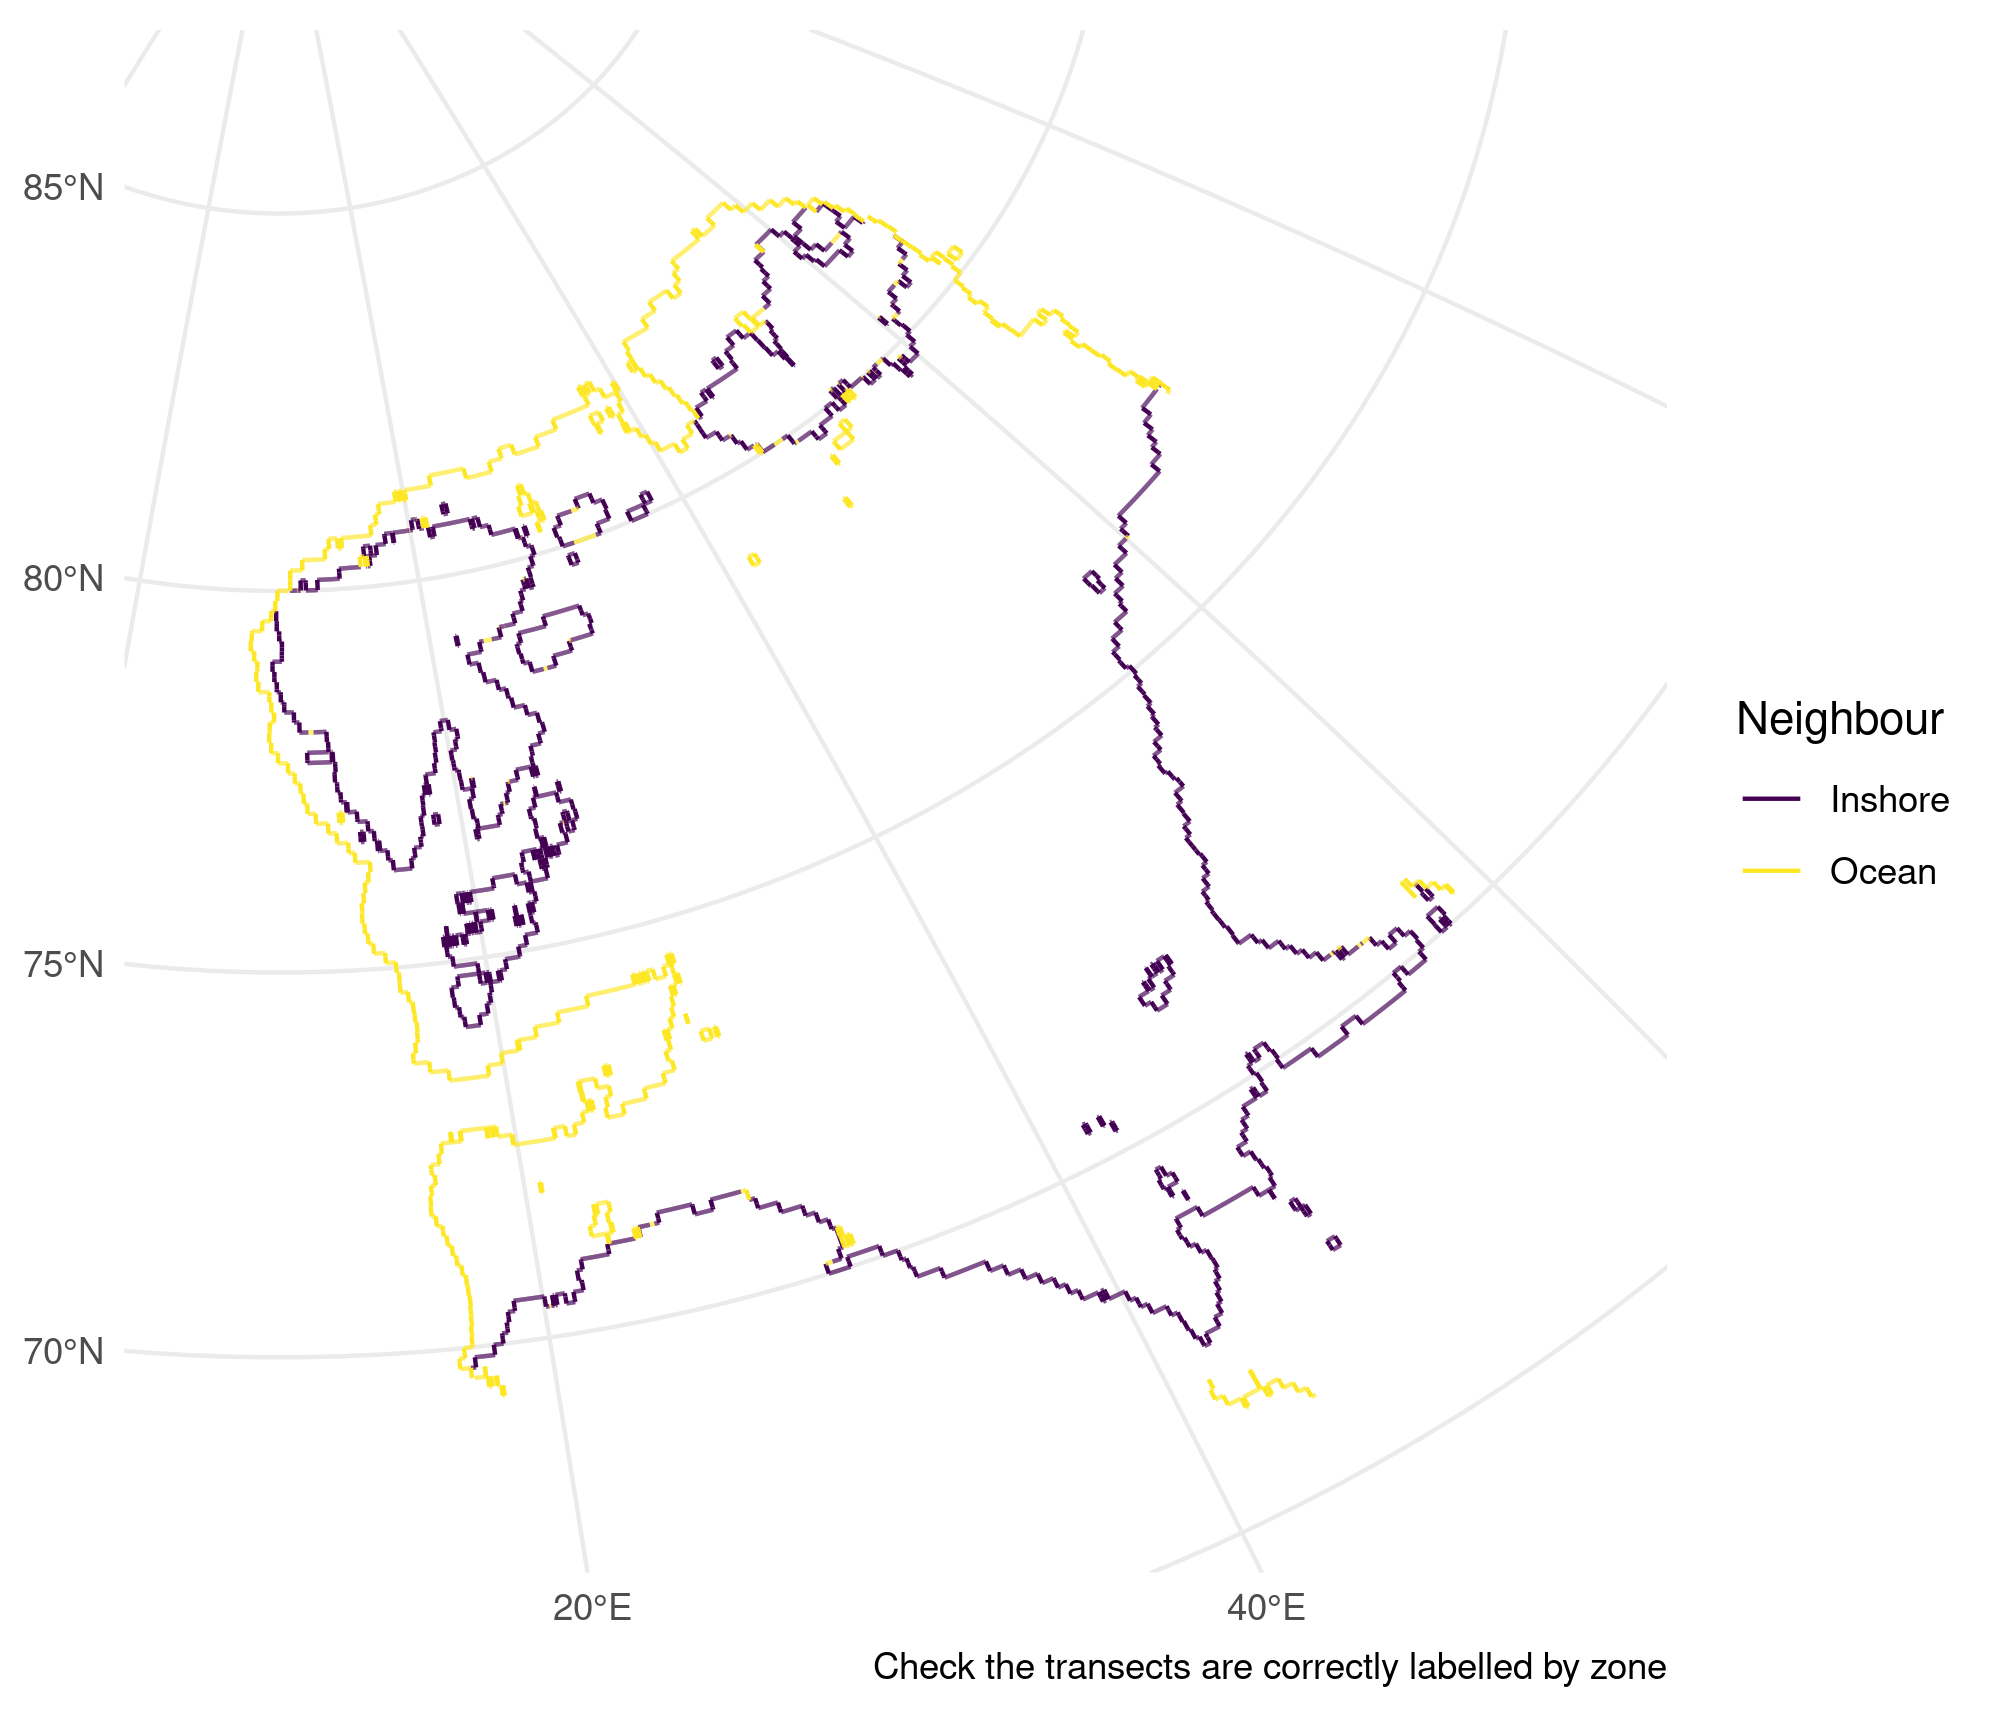 85°N
80°N
75°N
70°N
20°E
40°E
Neighbour
Inshore
Ocean
Check the transects are correctly labelled by zone